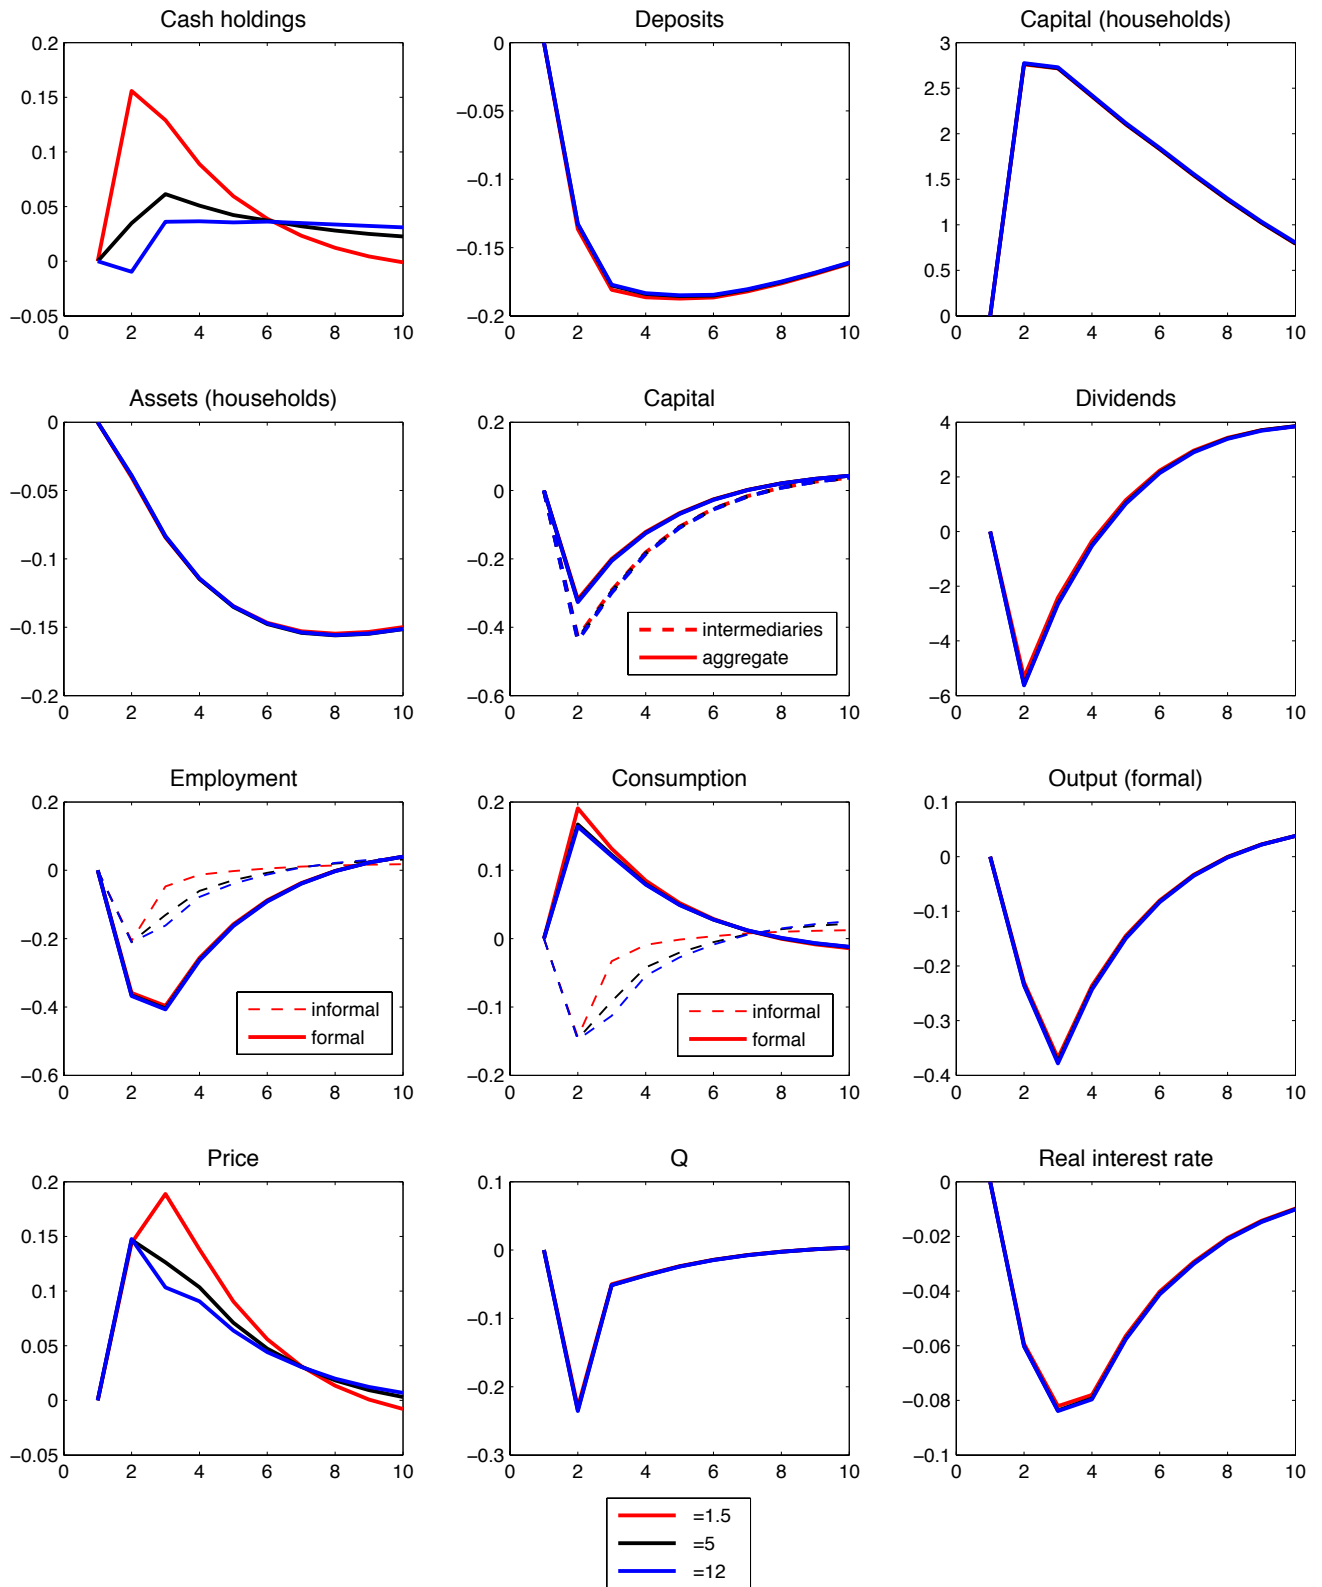 Cash holdings
0.2
0.15
0.1
0.05
0
−0.05
0 2 4 6 8 10
Deposits
0
−0.05
−0.1
−0.15
−0.2
0 2 4 6 8 10
Capital (households)
3
2.5
2
1.5
1
0.5
0
0 2 4 6 8 10
Assets (households)
0
−0.05
−0.1
−0.15
−0.2
0 2 4 6 8 10
Capital
0.2
0
−0.2
−0.4
−0.6
intermediaries
aggregate
0 2 4 6 8 10
Dividends
4
2
0
−2
−4
−6
0 2 4 6 8 10
Employment
0.2
0
−0.2
−0.4
−0.6
informal
formal
0 2 4 6 8 10
Consumption
0.2
0.1
0
−0.1
−0.2
informal
formal
0 2 4 6 8 10
Output (formal)
0.1
0
−0.1
−0.2
−0.3
−0.4
0 2 4 6 8 10
Price
0.2
0.15
0.1
0.05
0
−0.05
0 2 4 6 8 10
Q
0.1
0
−0.1
−0.2
−0.3
0 2 4 6 8 10
Real interest rate
0
−0.02
−0.04
−0.06
−0.08
−0.1
0 2 4 6 8 10
=1.5
=5
=12